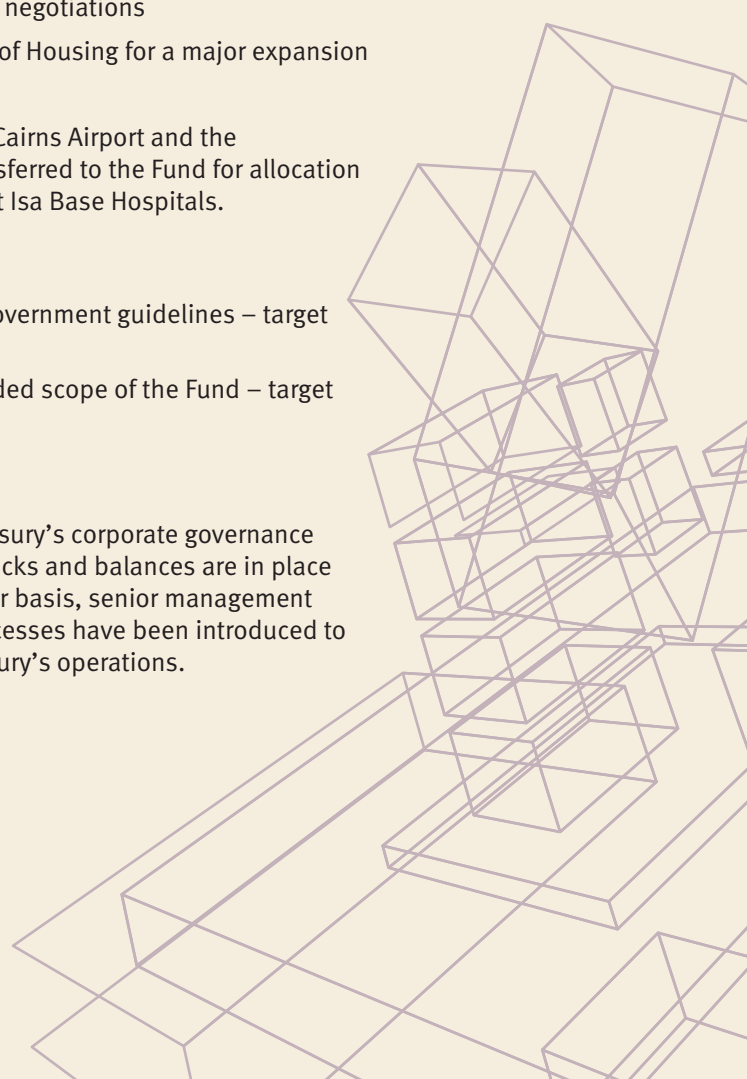 negotiations
of Housing for a major expansion
Cairns Airport and the
sferred to the Fund for allocation
t Isa Base Hospitals.
overnment guidelines – target
ded scope of the Fund – target
sury’s corporate governance
cks and balances are in place
r basis, senior management
cesses have been introduced to
ury’s operations.